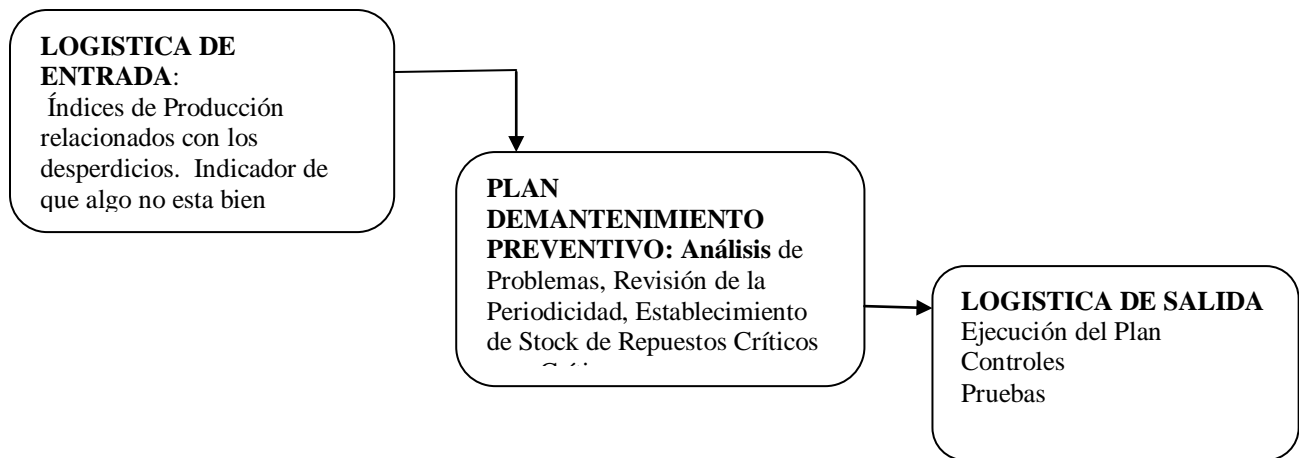 LOGISTICA DE
ENTRADA:
Índices de Producción
relacionados con los
desperdicios. Indicador de
que algo no esta bien
PLAN
DEMANTENIMIENTO
PREVENTIVO: Análisis de
Problemas, Revisión de la
Periodicidad, Establecimiento
de Stock de Repuestos Críticos
LOGISTICA DE SALIDA
Ejecución del Plan
Controles
Pruebas